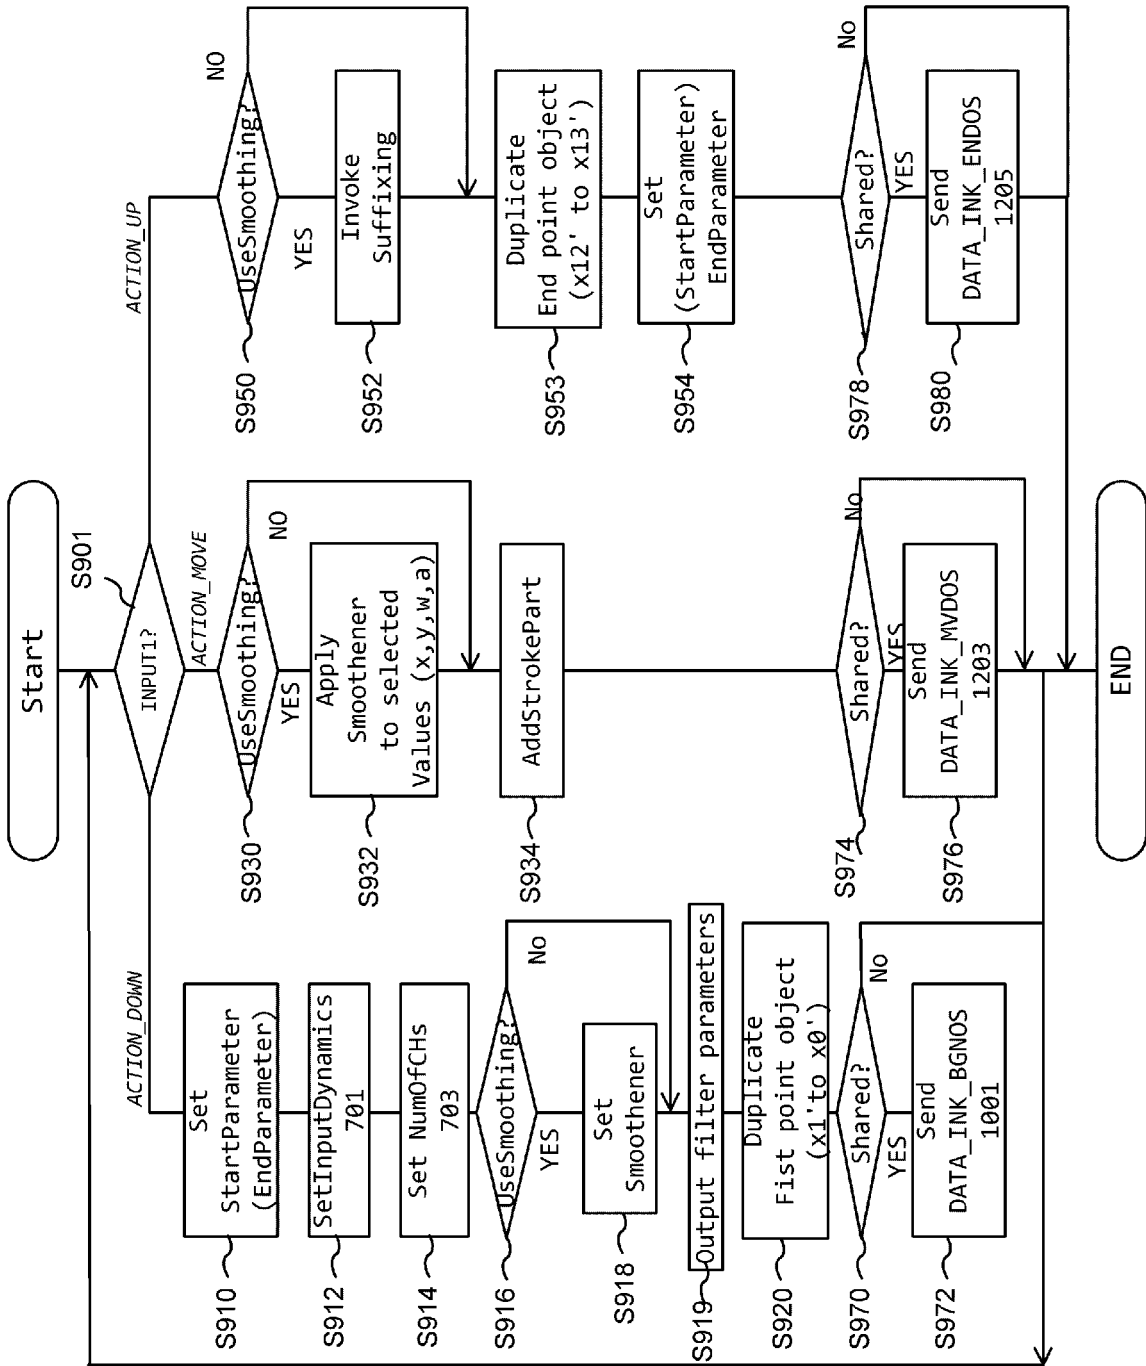 Start
S901
INPUT1?
ACTION_DOWN
S910
Set
StartParameter
(EndParameter)
S912
SetInputDynamics
701
S914
Set NumOfCHs
703
S916
UseSmoothing?
No
YES
S918
Set
Smoothener
S919
Output filter parameters
S920
Duplicate
Fist point object
(x1'to x0')
S970
Shared?
No
YES
S972
Send
DATA_INK_BGNOS
1001
ACTION_MOVE
S930
UseSmoothing?
NO
YES
S932
Apply
Smoothener
to selected
Values (x,y,w,a)
S934
AddStrokePart
S974
Shared?
No
YES
S976
Send
DATA_INK_MVDOS
1203
ACTION_UP
S950
UseSmoothing?
NO
YES
S952
Invoke
Suffixing
S953
Duplicate
End point object
(x12' to x13')
S954
Set
(StartParameter)
EndParameter
S978
Shared?
No
YES
S980
Send
DATA_INK_ENDOS
1205
END